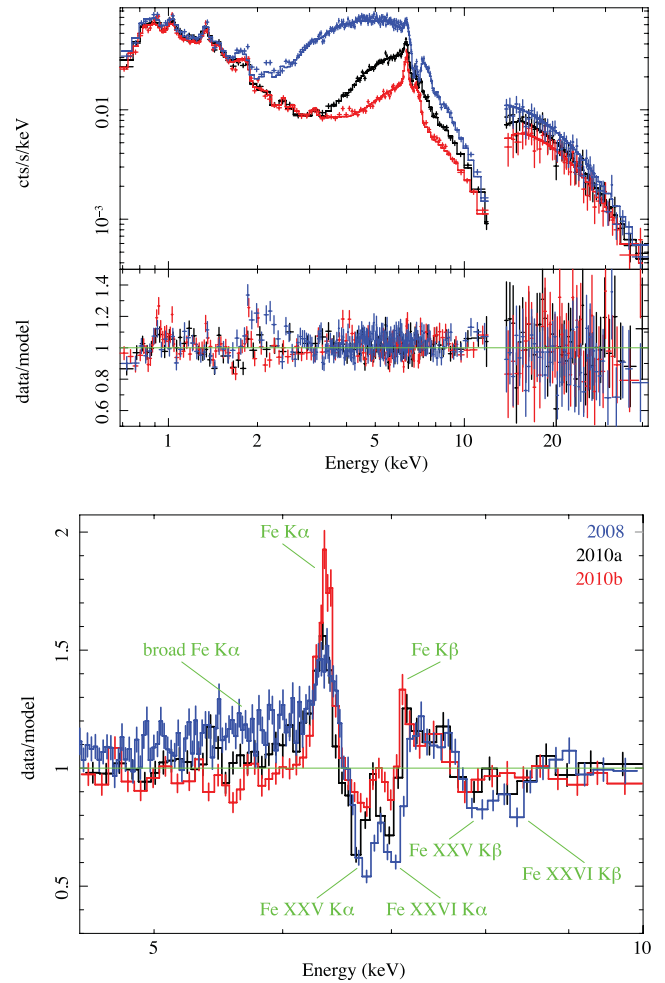 cts/s/keV
0.01
10⁻³
data/model
0.6 0.8 1 1.2 1.4
1 2 5 10 20
Energy (keV)
2008
2010a
2010b
Fe Kα
broad Fe Kα
Fe Kβ
data/model
2
1.5
1
0.5
Fe XXV Kβ
Fe XXVI Kβ
Fe XXV Kα
Fe XXVI Kα
5 10
Energy (keV)